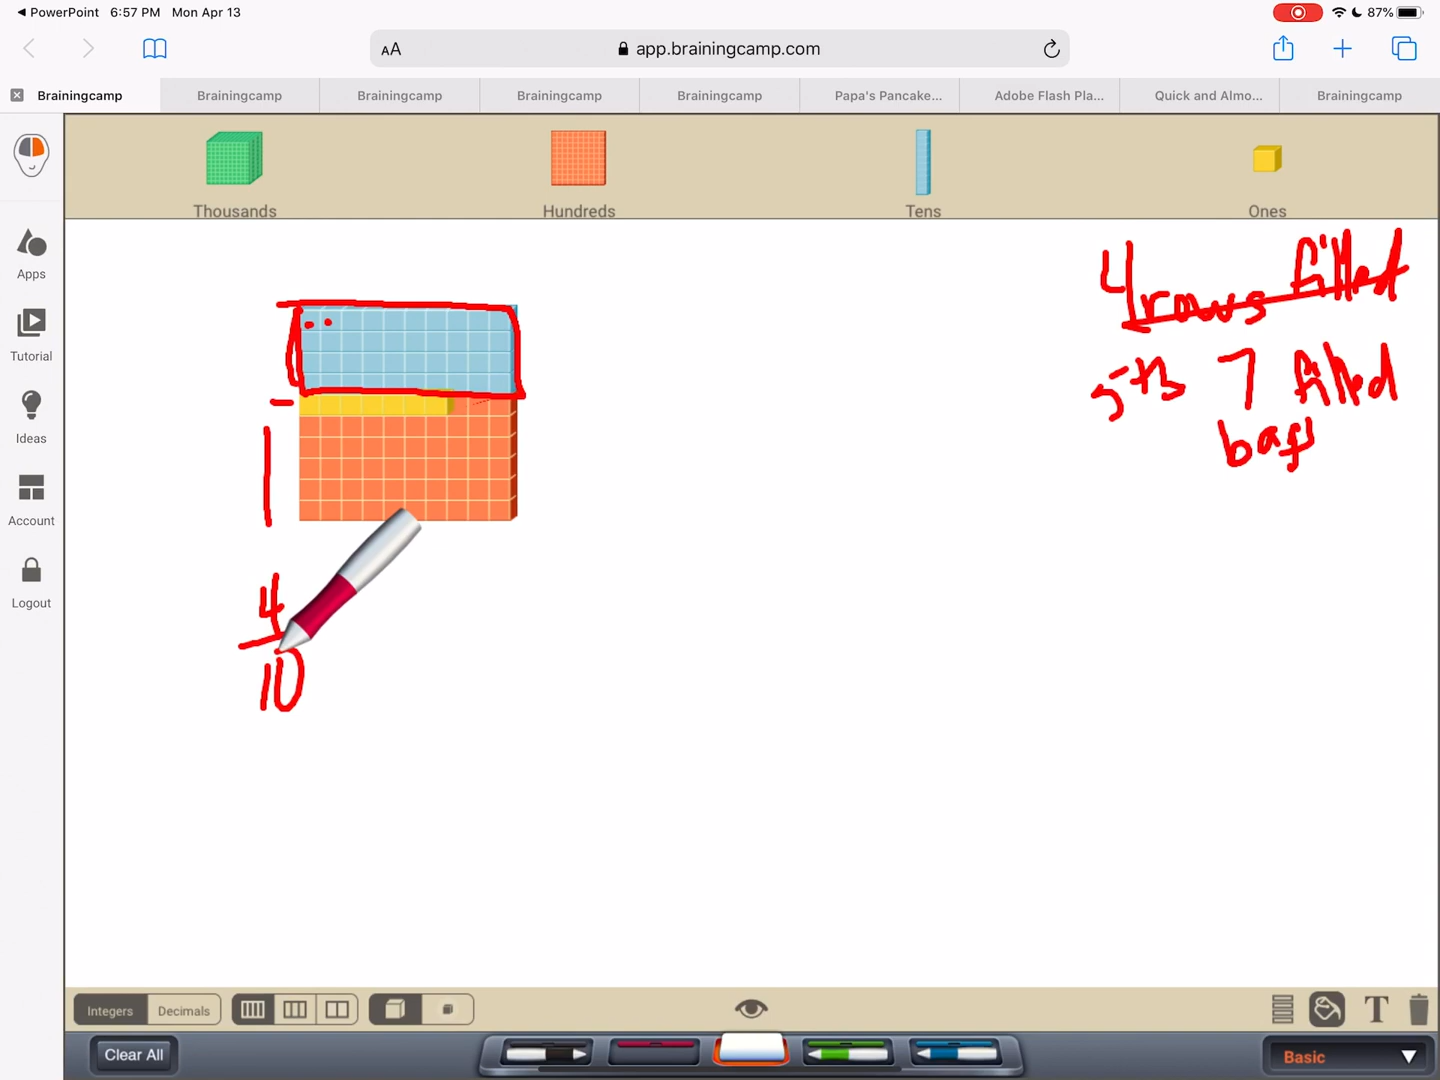 ◀ PowerPoint 6:57 PM Mon Apr 13 87%
AA app.brainingcamp.com
Brainingcamp Brainingcamp Brainingcamp Brainingcamp Brainingcamp Papa's Pancake... Adobe Flash Pla... Quick and Almo... Brainingcamp
Thousands Hundreds Tens Ones
Apps
Tutorial
Ideas
Account
Logout
4 rows filled
5th 7 filled
4
10
Integers Decimals T
Clear All Basic